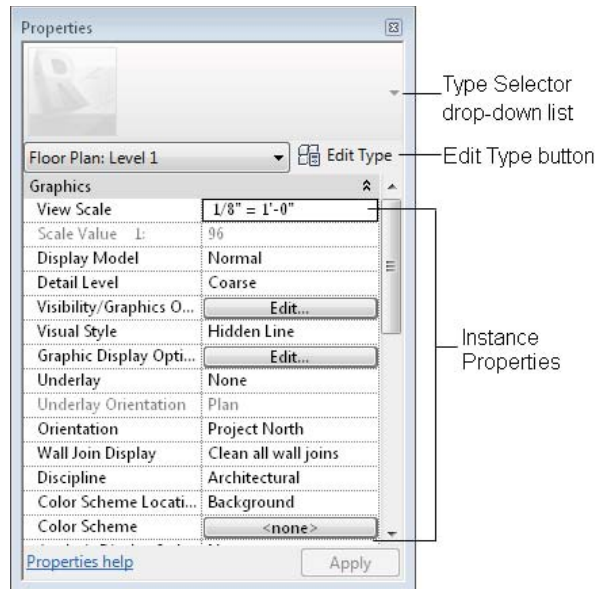 Properties
Type Selector
drop-down list
Floor Plan: Level 1
Edit Type
Edit Type button
Graphics
View Scale 1/8" = 1'-0"
Scale Value 1: 96
Display Model Normal
Detail Level Coarse
Visibility/Graphics O... Edit...
Visual Style Hidden Line
Graphic Display Opti... Edit...
Underlay None
Underlay Orientation Plan
Orientation Project North
Wall Join Display Clean all wall joins
Discipline Architectural
Color Scheme Locati... Background
Color Scheme <none>
Instance
Properties
Properties help
Apply